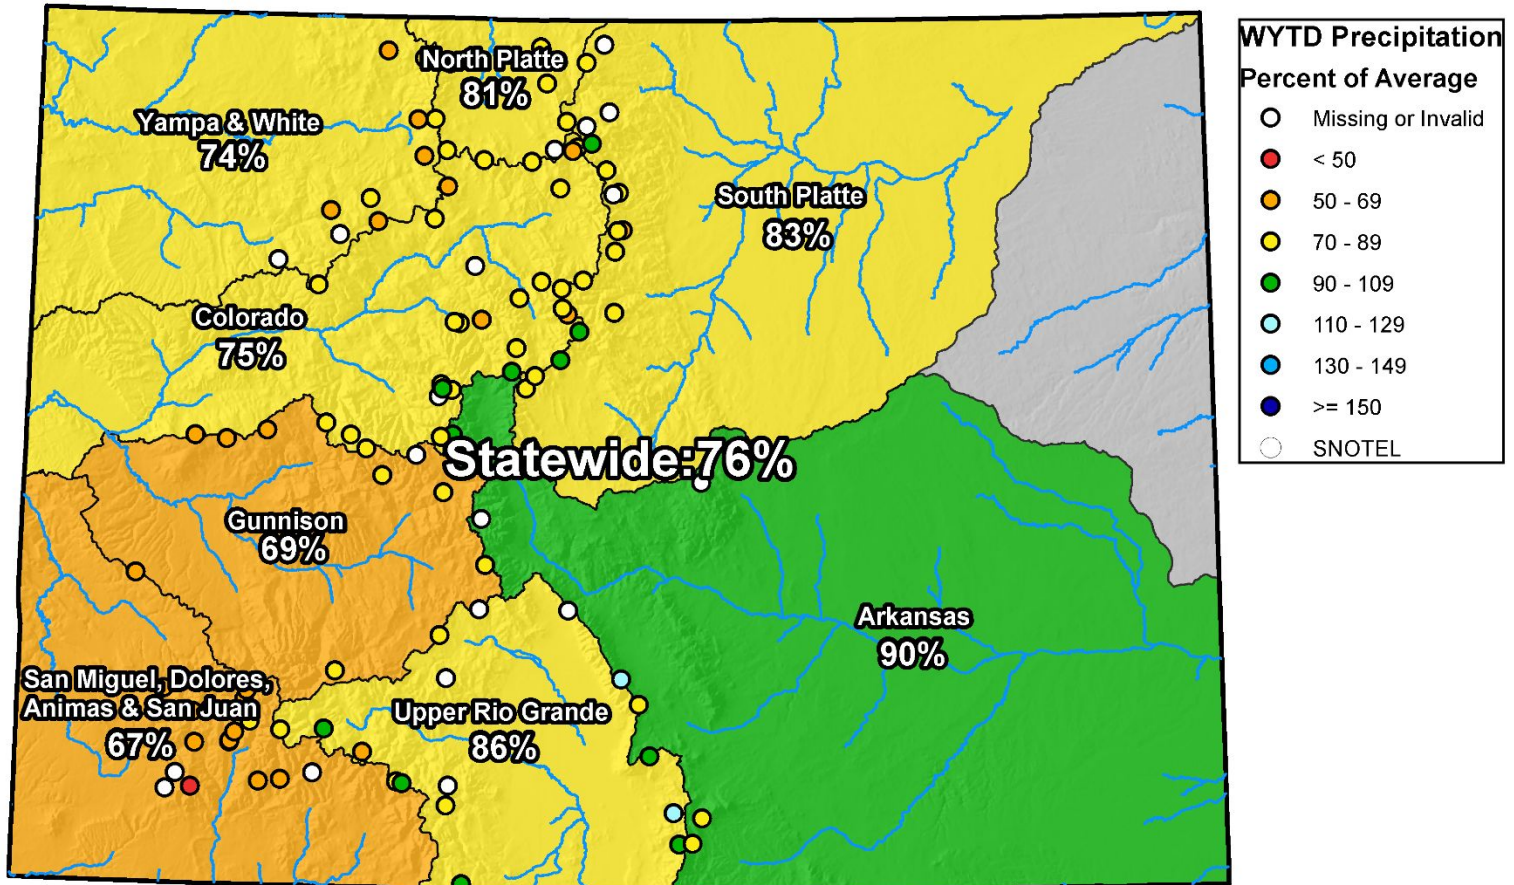 WYTD Precipitation
Percent of Average
Missing or Invalid
< 50
50 - 69
70 - 89
90 - 109
110 - 129
130 - 149
>= 150
SNOTEL
North Platte
81%
Yampa & White
74%
South Platte
83%
Colorado
75%
Statewide:76%
Gunnison
69%
Arkansas
90%
San Miguel, Dolores,
Animas & San Juan
67%
Upper Rio Grande
86%